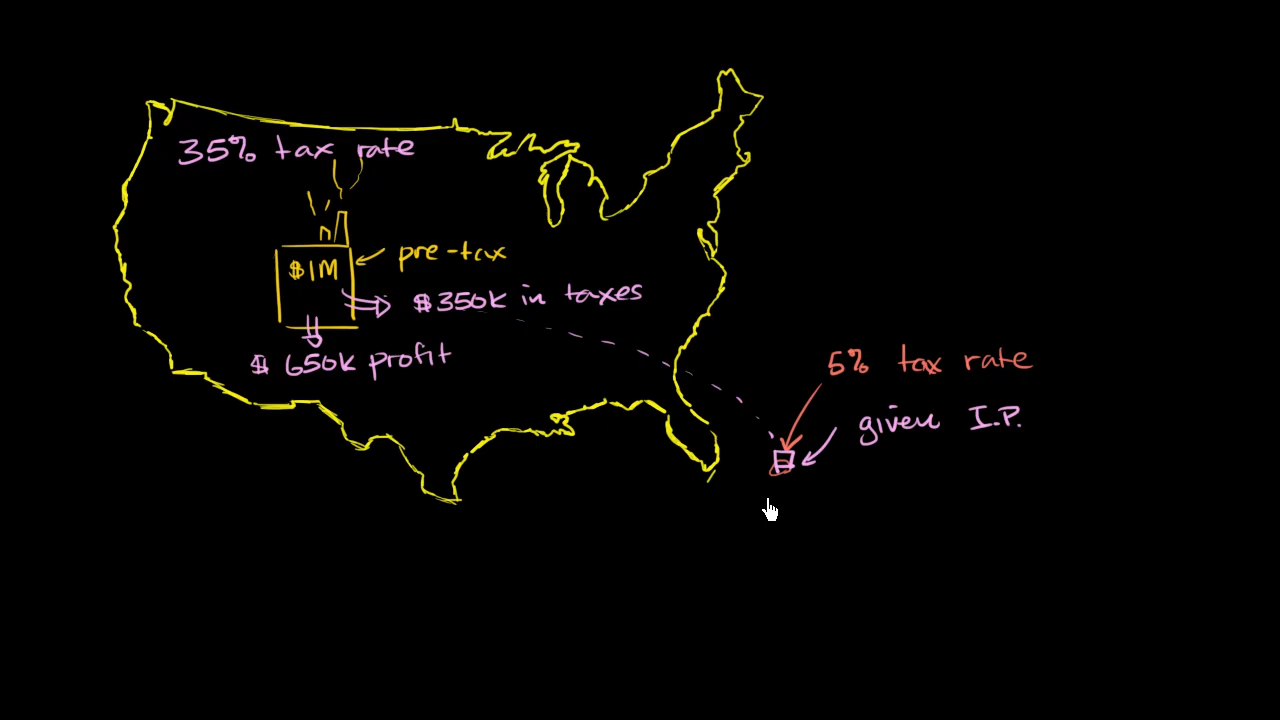 35% tax rate
pre-tax
$1M
$350k in taxes
$650k profit
5% tax rate
given I.P.